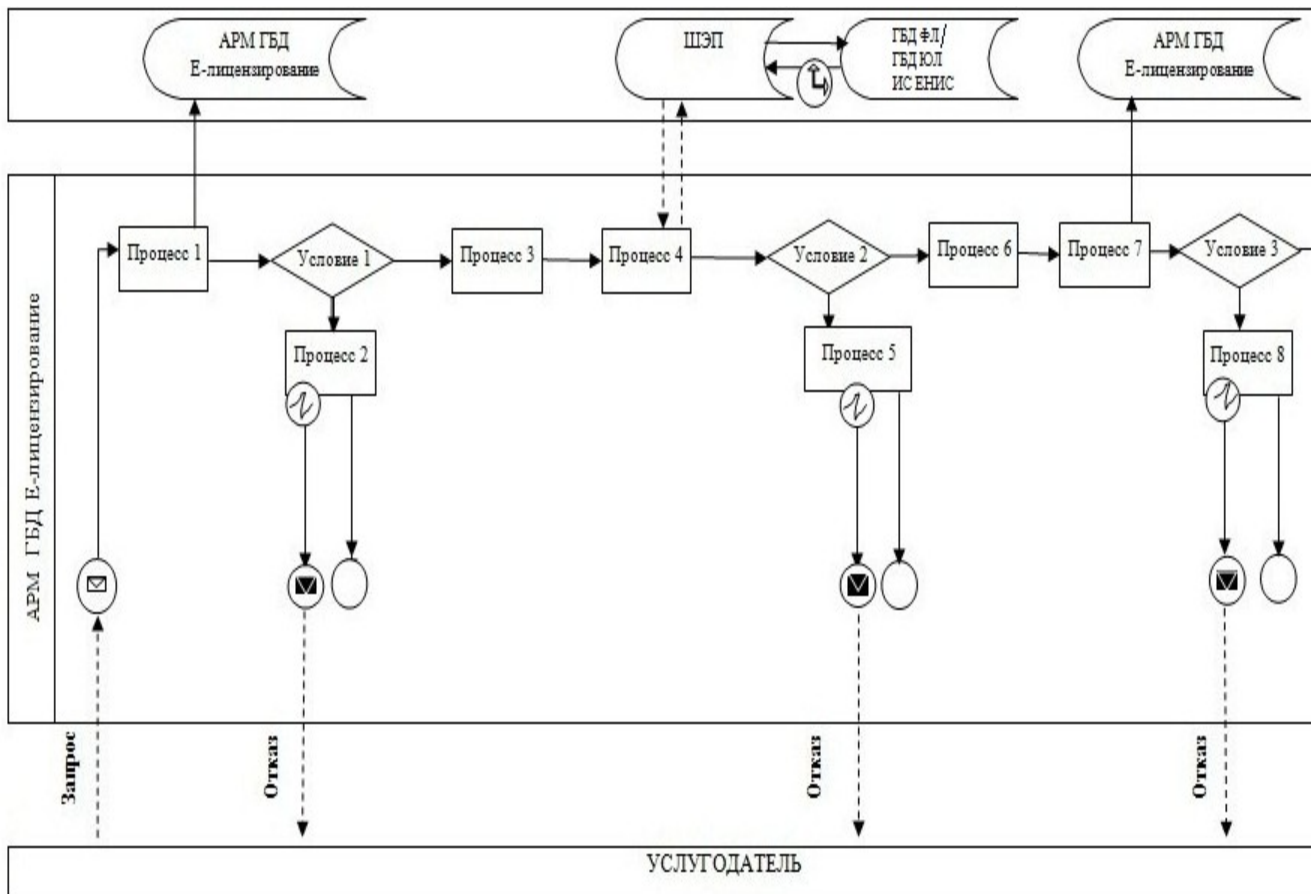 АРМ ГБД
Е-лицензирование
ШЭП
ГБД ФЛ/
ГБД ЮЛ
ИС ЕНИС
АРМ ГБД
Е-лицензирование
АРМ ГБД Е-лицензирование
Процесс 1
Условие 1
Процесс 3
Процесс 4
Условие 2
Процесс 6
Процесс 7
Условие 3
Процесс 2
Процесс 5
Процесс 8
Запрос
Отказ
Отказ
Отказ
УСЛУГОДАТЕЛЬ